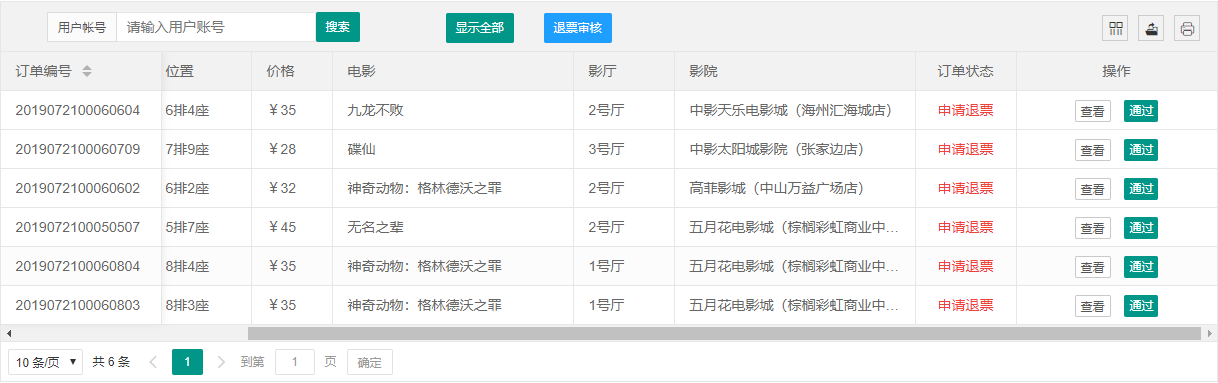 用户帐号 请输入用户账号 搜索 显示全部 退票审核
订单编号 位置 价格 电影 影厅 影院 订单状态 操作
2019072100060604 6排4座 ￥35 九龙不败 2号厅 中影天乐电影城（海州汇海城店） 申请退票 查看 通过
2019072100060709 7排9座 ￥28 碟仙 3号厅 中影太阳城影院（张家边店） 申请退票 查看 通过
2019072100060602 6排2座 ￥32 神奇动物：格林德沃之罪 2号厅 高菲影城（中山万益广场店） 申请退票 查看 通过
2019072100050507 5排7座 ￥45 无名之辈 2号厅 五月花电影城（棕榈彩虹商业中… 申请退票 查看 通过
2019072100060804 8排4座 ￥35 神奇动物：格林德沃之罪 1号厅 五月花电影城（棕榈彩虹商业中… 申请退票 查看 通过
2019072100060803 8排3座 ￥35 神奇动物：格林德沃之罪 1号厅 五月花电影城（棕榈彩虹商业中… 申请退票 查看 通过
10 条/页 共 6 条 1 到第 1 页 确定